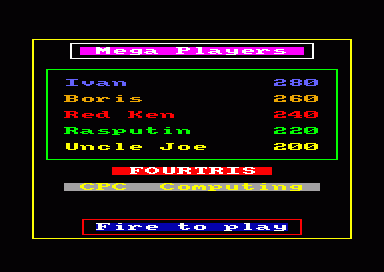 Mega Players
Ivan 280
Boris 260
Red Ken 240
Rasputin 220
Uncle Joe 200
FOURTRIS
CPC Computing
Fire to play